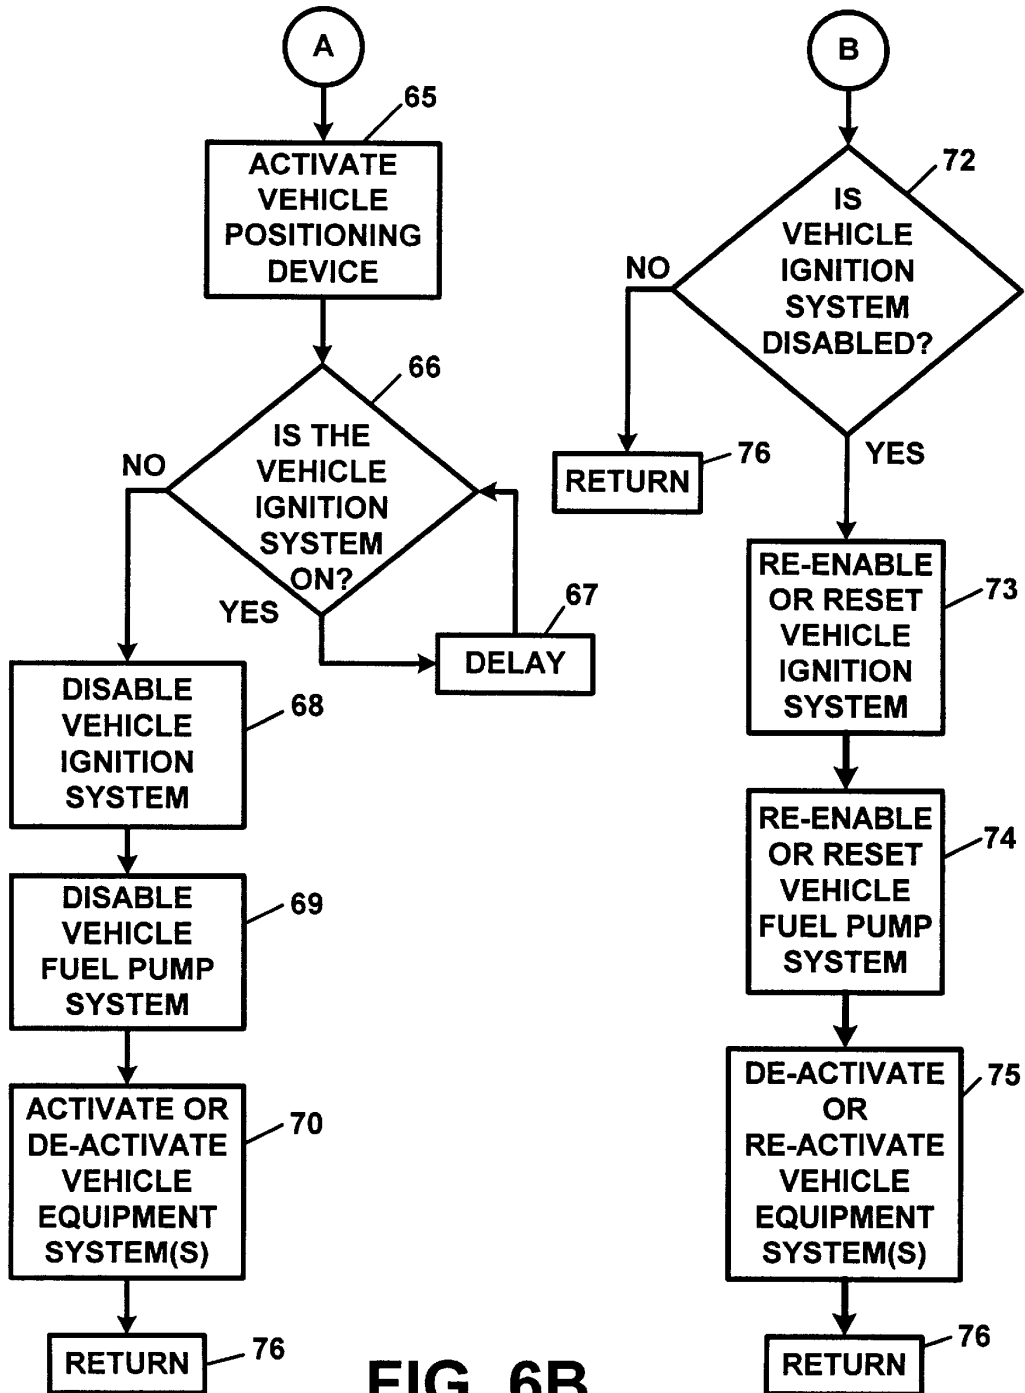 A
65
ACTIVATE
VEHICLE
POSITIONING
DEVICE
66
IS THE
VEHICLE
IGNITION
SYSTEM
ON?
NO
YES
67
DELAY
DISABLE
VEHICLE
IGNITION
SYSTEM
68
DISABLE
VEHICLE
FUEL PUMP
SYSTEM
69
ACTIVATE OR
DE-ACTIVATE
VEHICLE
EQUIPMENT
SYSTEM(S)
70
RETURN
76
B
72
IS
VEHICLE
IGNITION
SYSTEM
DISABLED?
NO
RETURN
76
YES
RE-ENABLE
OR RESET
VEHICLE
IGNITION
SYSTEM
73
RE-ENABLE
OR RESET
VEHICLE
FUEL PUMP
SYSTEM
74
DE-ACTIVATE
OR
RE-ACTIVATE
VEHICLE
EQUIPMENT
SYSTEM(S)
75
RETURN
76
FIG. 6B